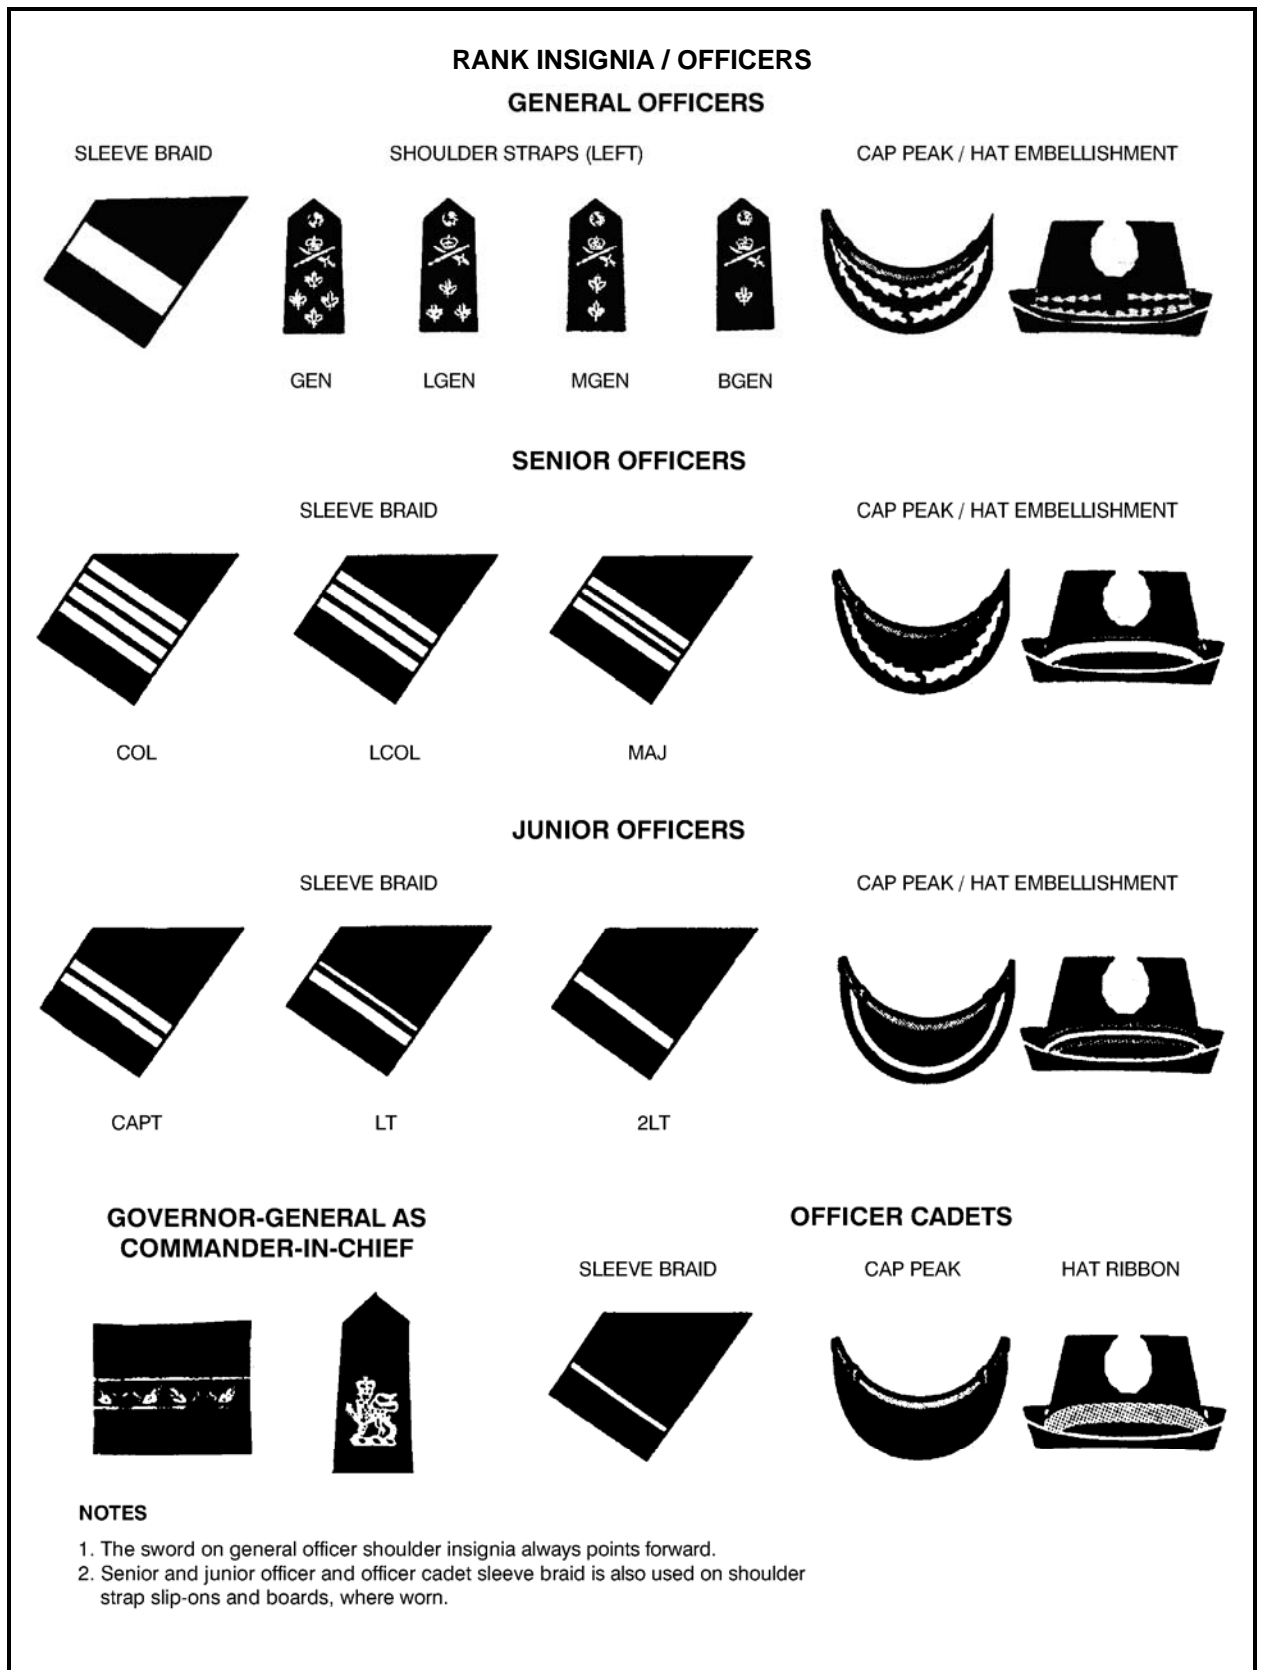 RANK INSIGNIA / OFFICERS
GENERAL OFFICERS
SLEEVE BRAID
SHOULDER STRAPS (LEFT)
CAP PEAK / HAT EMBELLISHMENT
GEN
LGEN
MGEN
BGEN
SENIOR OFFICERS
SLEEVE BRAID
CAP PEAK / HAT EMBELLISHMENT
COL
LCOL
MAJ
JUNIOR OFFICERS
SLEEVE BRAID
CAP PEAK / HAT EMBELLISHMENT
CAPT
LT
2LT
GOVERNOR-GENERAL AS
COMMANDER-IN-CHIEF
OFFICER CADETS
SLEEVE BRAID
CAP PEAK
HAT RIBBON
NOTES
1. The sword on general officer shoulder insignia always points forward.
2. Senior and junior officer and officer cadet sleeve braid is also used on shoulder
strap slip-ons and boards, where worn.